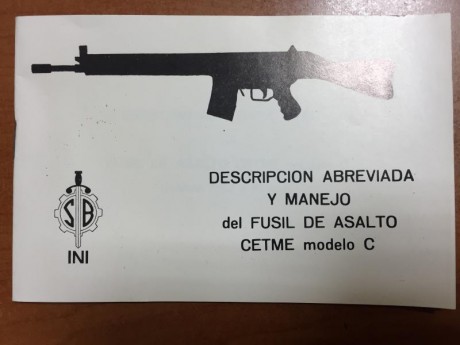 DESCRIPCION ABREVIADA
Y MANEJO
del FUSIL DE ASALTO
CETME modelo C
SB
INI